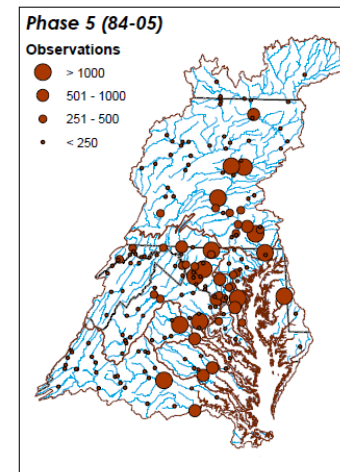 Phase 5 (84-05)
Observations
> 1000
501 - 1000
251 - 500
< 250